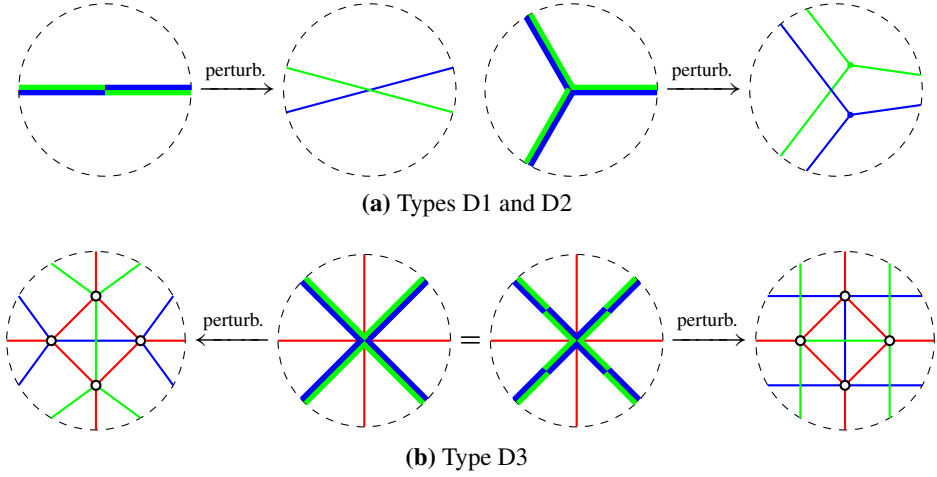 perturb. perturb.
(a) Types D1 and D2
perturb. = perturb.
(b) Type D3